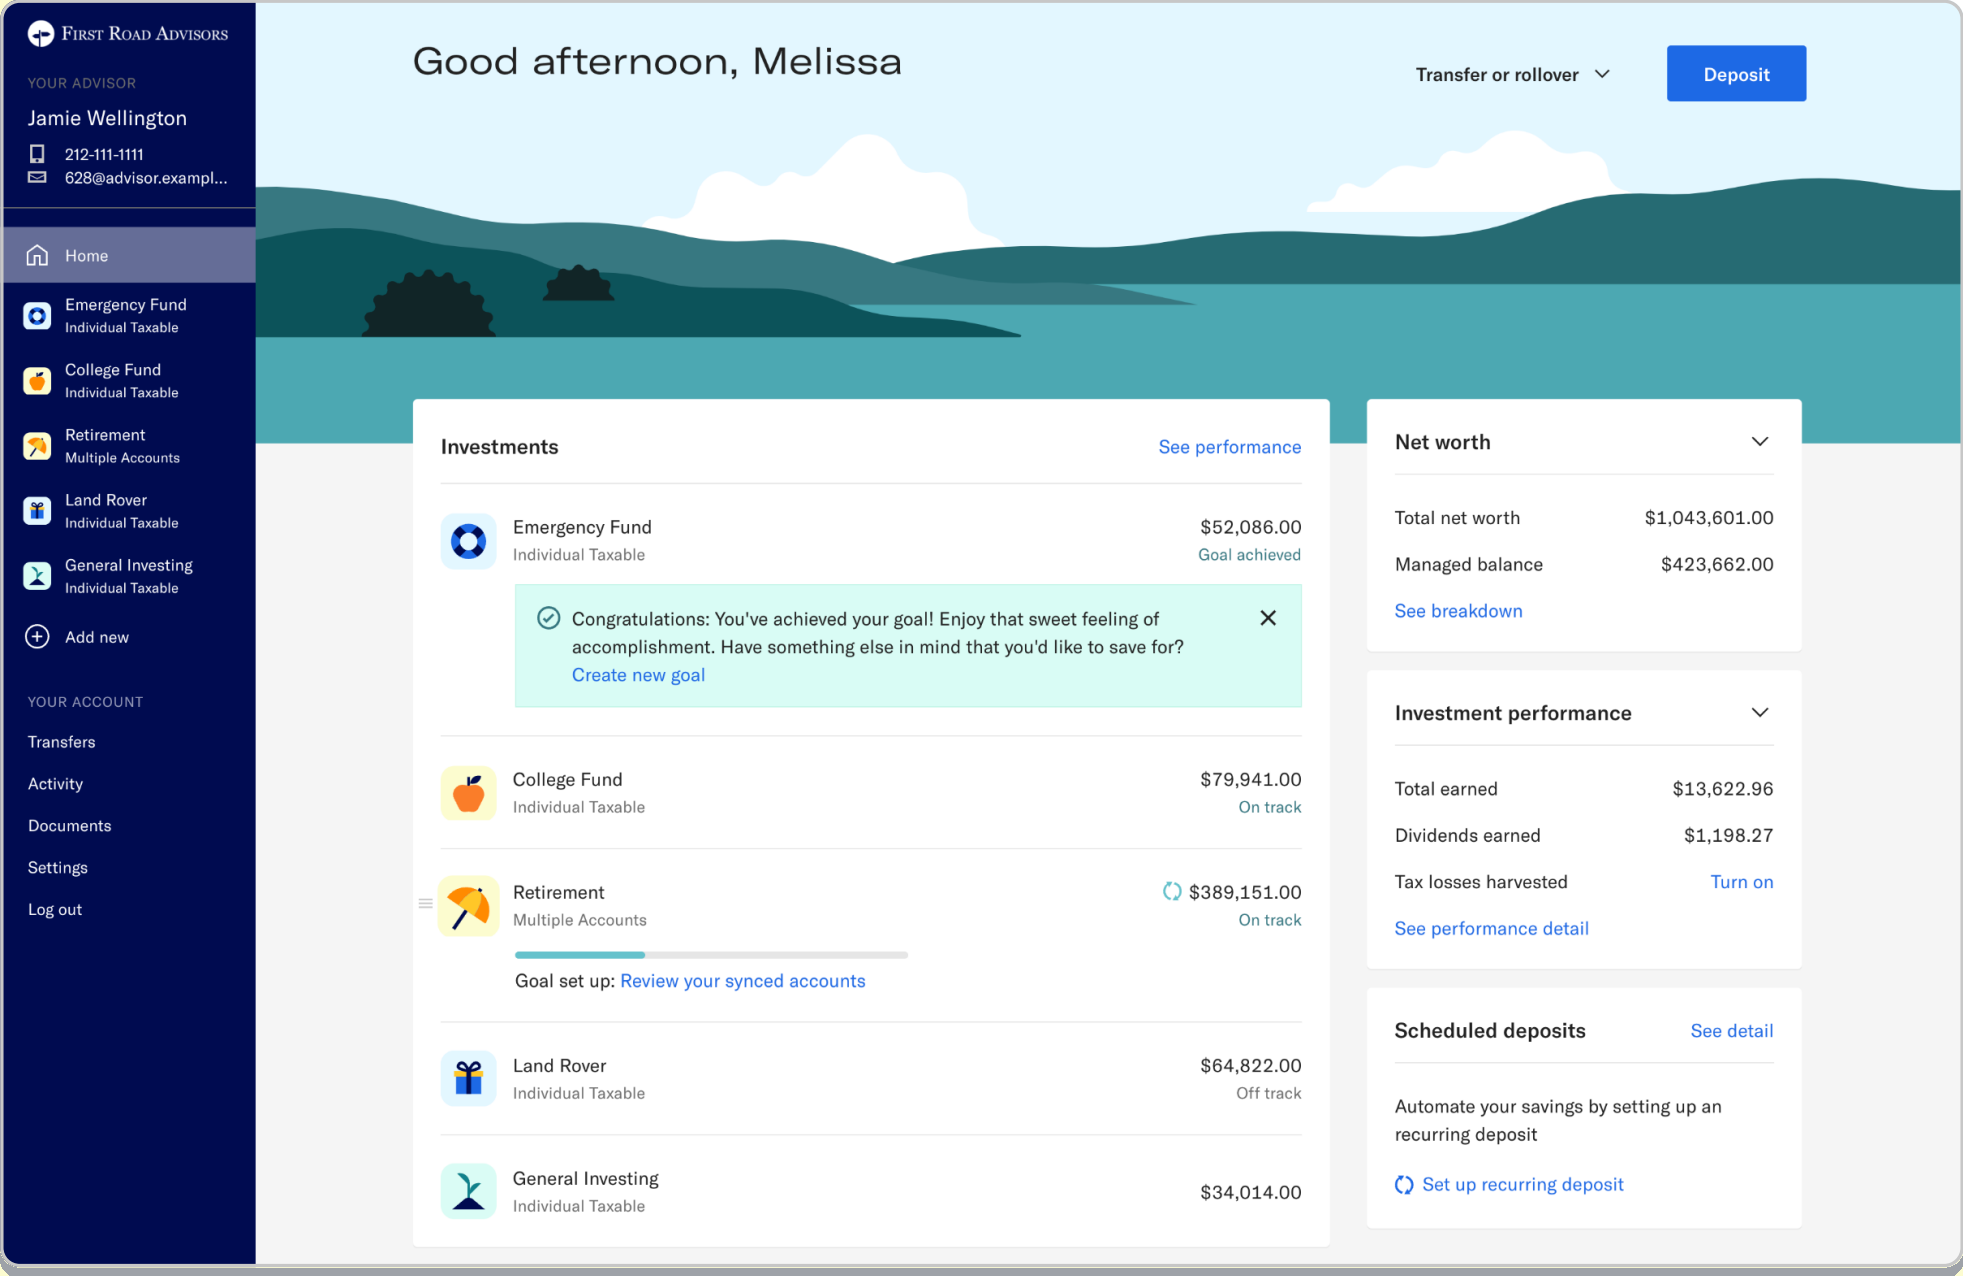 FIRST ROAD ADVISORS
YOUR ADVISOR
Jamie Wellington
212-111-1111
628@advisor.exampl...
Home
Emergency Fund
Individual Taxable
College Fund
Individual Taxable
Retirement
Multiple Accounts
Land Rover
Individual Taxable
General Investing
Individual Taxable
Add new
YOUR ACCOUNT
Transfers
Activity
Documents
Settings
Log out
Good afternoon, Melissa
Transfer or rollover
Deposit
Investments
See performance
Emergency Fund
$52,086.00
Individual Taxable
Goal achieved
Congratulations: You've achieved your goal! Enjoy that sweet feeling of
accomplishment. Have something else in mind that you'd like to save for?
Create new goal
College Fund
$79,941.00
Individual Taxable
On track
Retirement
$389,151.00
Multiple Accounts
On track
Goal set up: Review your synced accounts
Land Rover
$64,822.00
Individual Taxable
Off track
General Investing
$34,014.00
Individual Taxable
Net worth
Total net worth
$1,043,601.00
Managed balance
$423,662.00
See breakdown
Investment performance
Total earned
$13,622.96
Dividends earned
$1,198.27
Tax losses harvested
Turn on
See performance detail
Scheduled deposits
See detail
Automate your savings by setting up an
recurring deposit
Set up recurring deposit